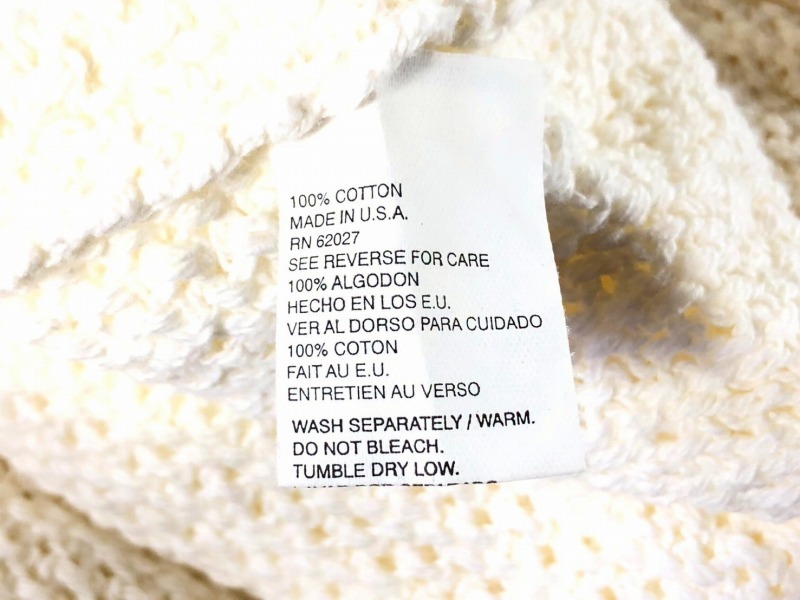 100% COTTON
MADE IN U.S.A.
RN 62027
SEE REVERSE FOR CARE
100% ALGODON
HECHO EN LOS E.U.
VER AL DORSO PARA CUIDADO
100% COTON
FAIT AU E.U.
ENTRETIEN AU VERSO
WASH SEPARATELY / WARM.
DO NOT BLEACH.
TUMBLE DRY LOW.